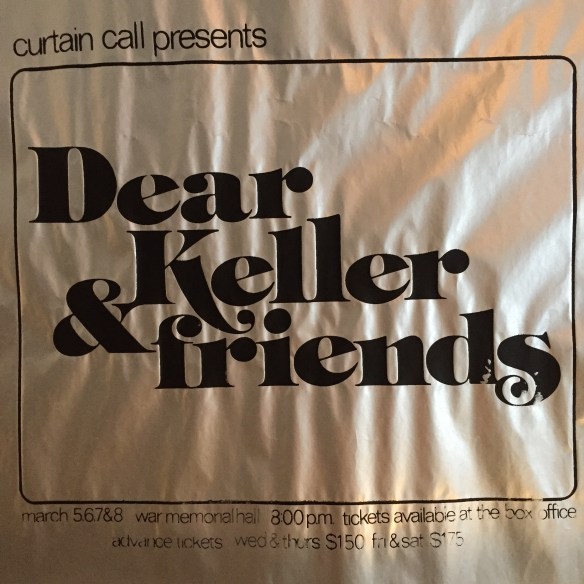 curtain call presents
Dear
Keller
& friends
march 5.6.7&8 war memorial hall 8:00 p.m. tickets available at the box office
advance tickets wed & thurs $1.50 fri & sat $1.75